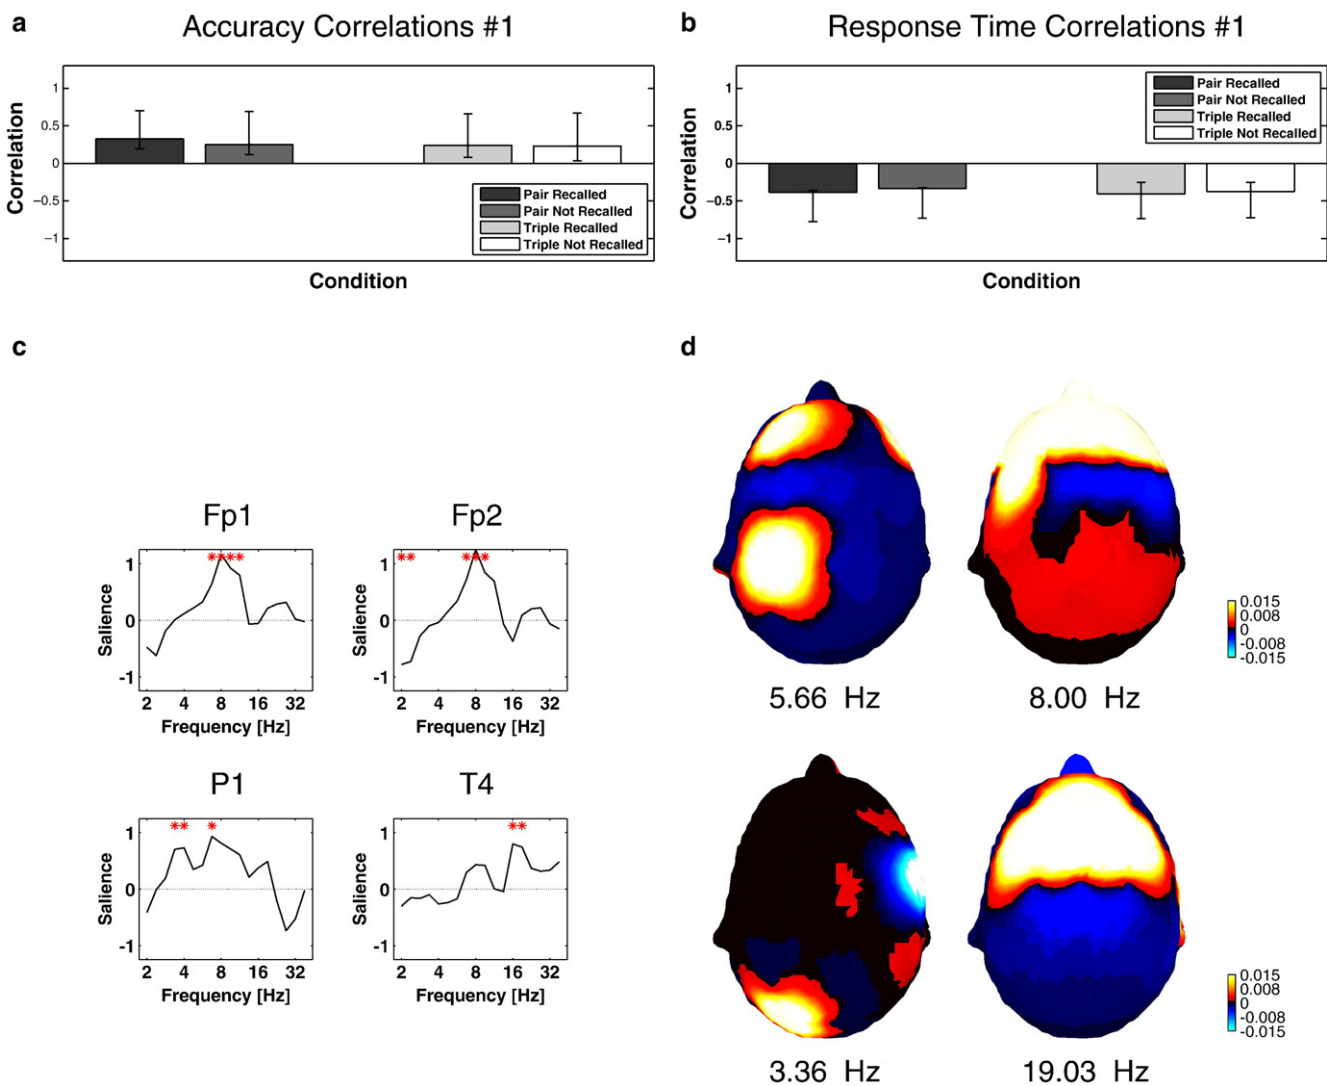 a
Accuracy Correlations #1
1
0.5
0
−0.5
−1
Correlation
Pair Recalled
Pair Not Recalled
Triple Recalled
Triple Not Recalled
Condition
b
Response Time Correlations #1
1
0.5
0
−0.5
−1
Correlation
Pair Recalled
Pair Not Recalled
Triple Recalled
Triple Not Recalled
Condition
c
Fp1
1
0
-1
Salience
2 4 8 16 32
Frequency [Hz]
Fp2
1
0
-1
Salience
2 4 8 16 32
Frequency [Hz]
P1
1
0
-1
Salience
2 4 8 16 32
Frequency [Hz]
T4
1
0
-1
Salience
2 4 8 16 32
Frequency [Hz]
d
5.66 Hz
8.00 Hz
0.015
0.008
0
-0.008
-0.015
3.36 Hz
19.03 Hz
0.015
0.008
0
-0.008
-0.015